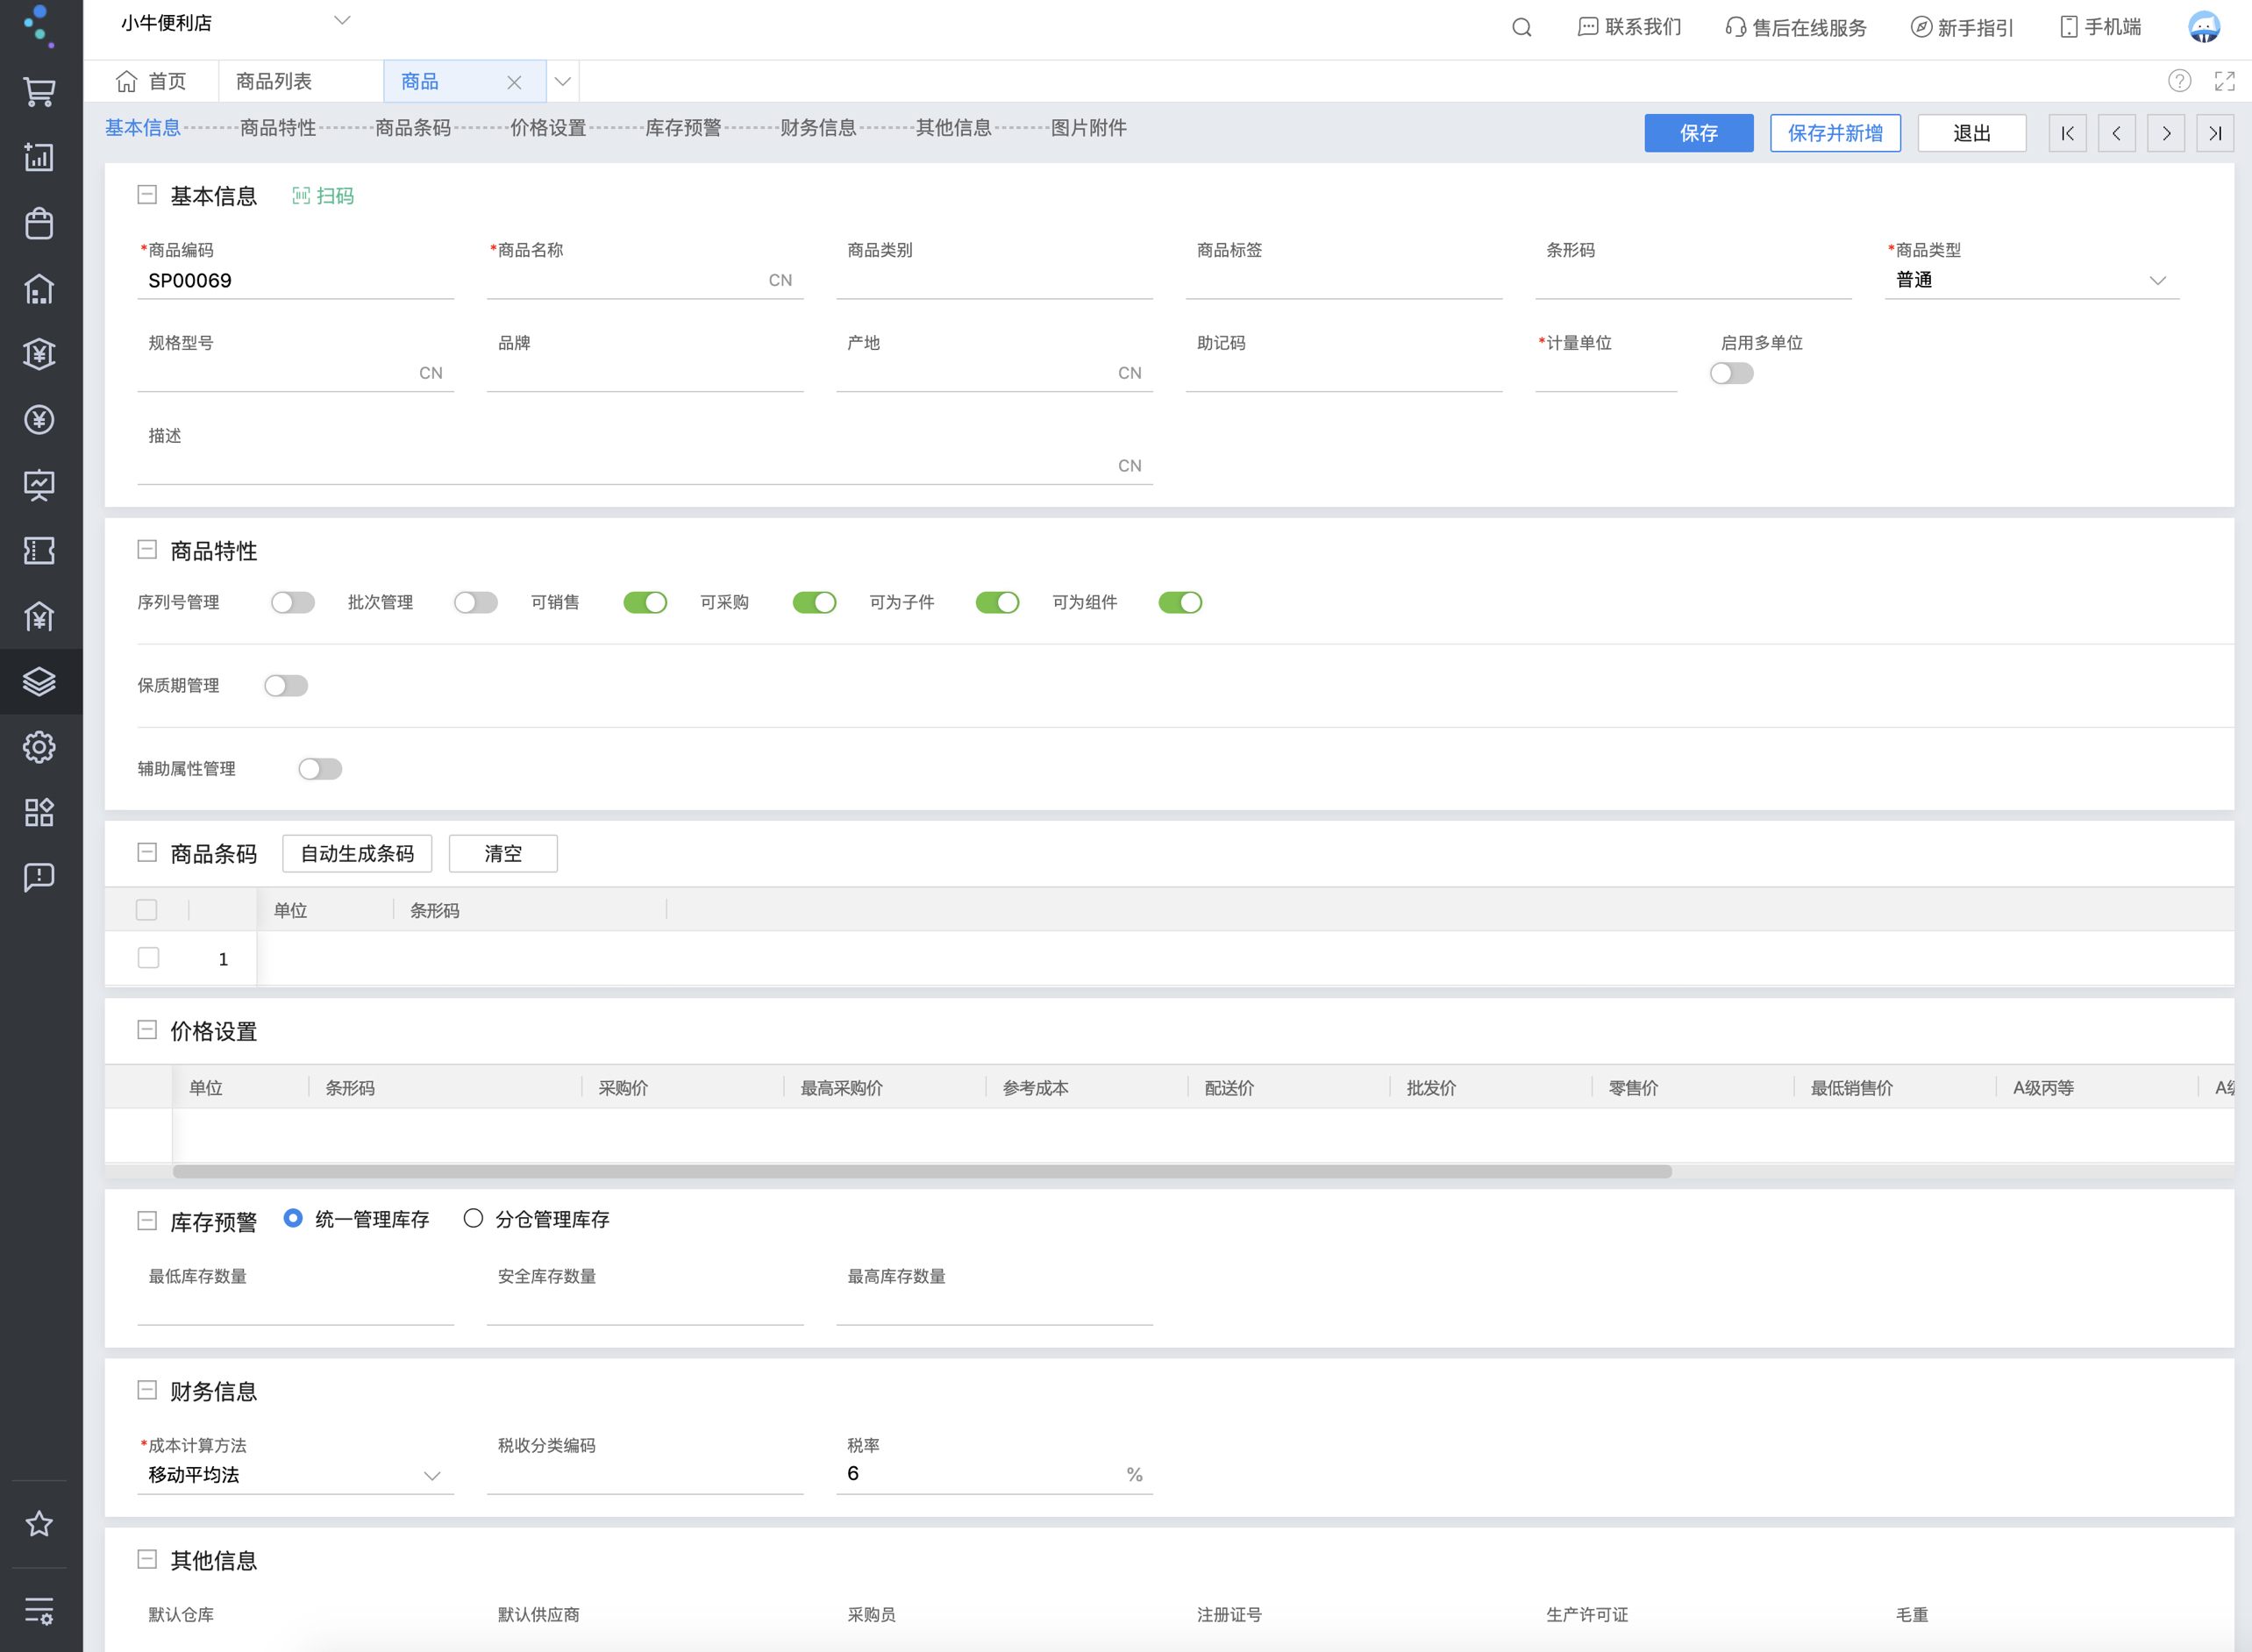 小牛便利店
联系我们 售后在线服务 新手指引 手机端
首页 商品列表 商品
基本信息 商品特性 商品条码 价格设置 库存预警 财务信息 其他信息 图片附件
保存 保存并新增 退出
基本信息 扫码
*商品编码 *商品名称 商品类别 商品标签 条形码 *商品类型
SP00069 CN 普通
规格型号 品牌 产地 助记码 *计量单位 启用多单位
CN CN
描述
CN
商品特性
序列号管理 批次管理 可销售 可采购 可为子件 可为组件
保质期管理
辅助属性管理
商品条码 自动生成条码 清空
单位 条形码
1
价格设置
单位 条形码 采购价 最高采购价 参考成本 配送价 批发价 零售价 最低销售价 A级丙等
库存预警 统一管理库存 分仓管理库存
最低库存数量 安全库存数量 最高库存数量
财务信息
*成本计算方法 税收分类编码 税率
移动平均法 6 %
其他信息
默认仓库 默认供应商 采购员 注册证号 生产许可证 毛重